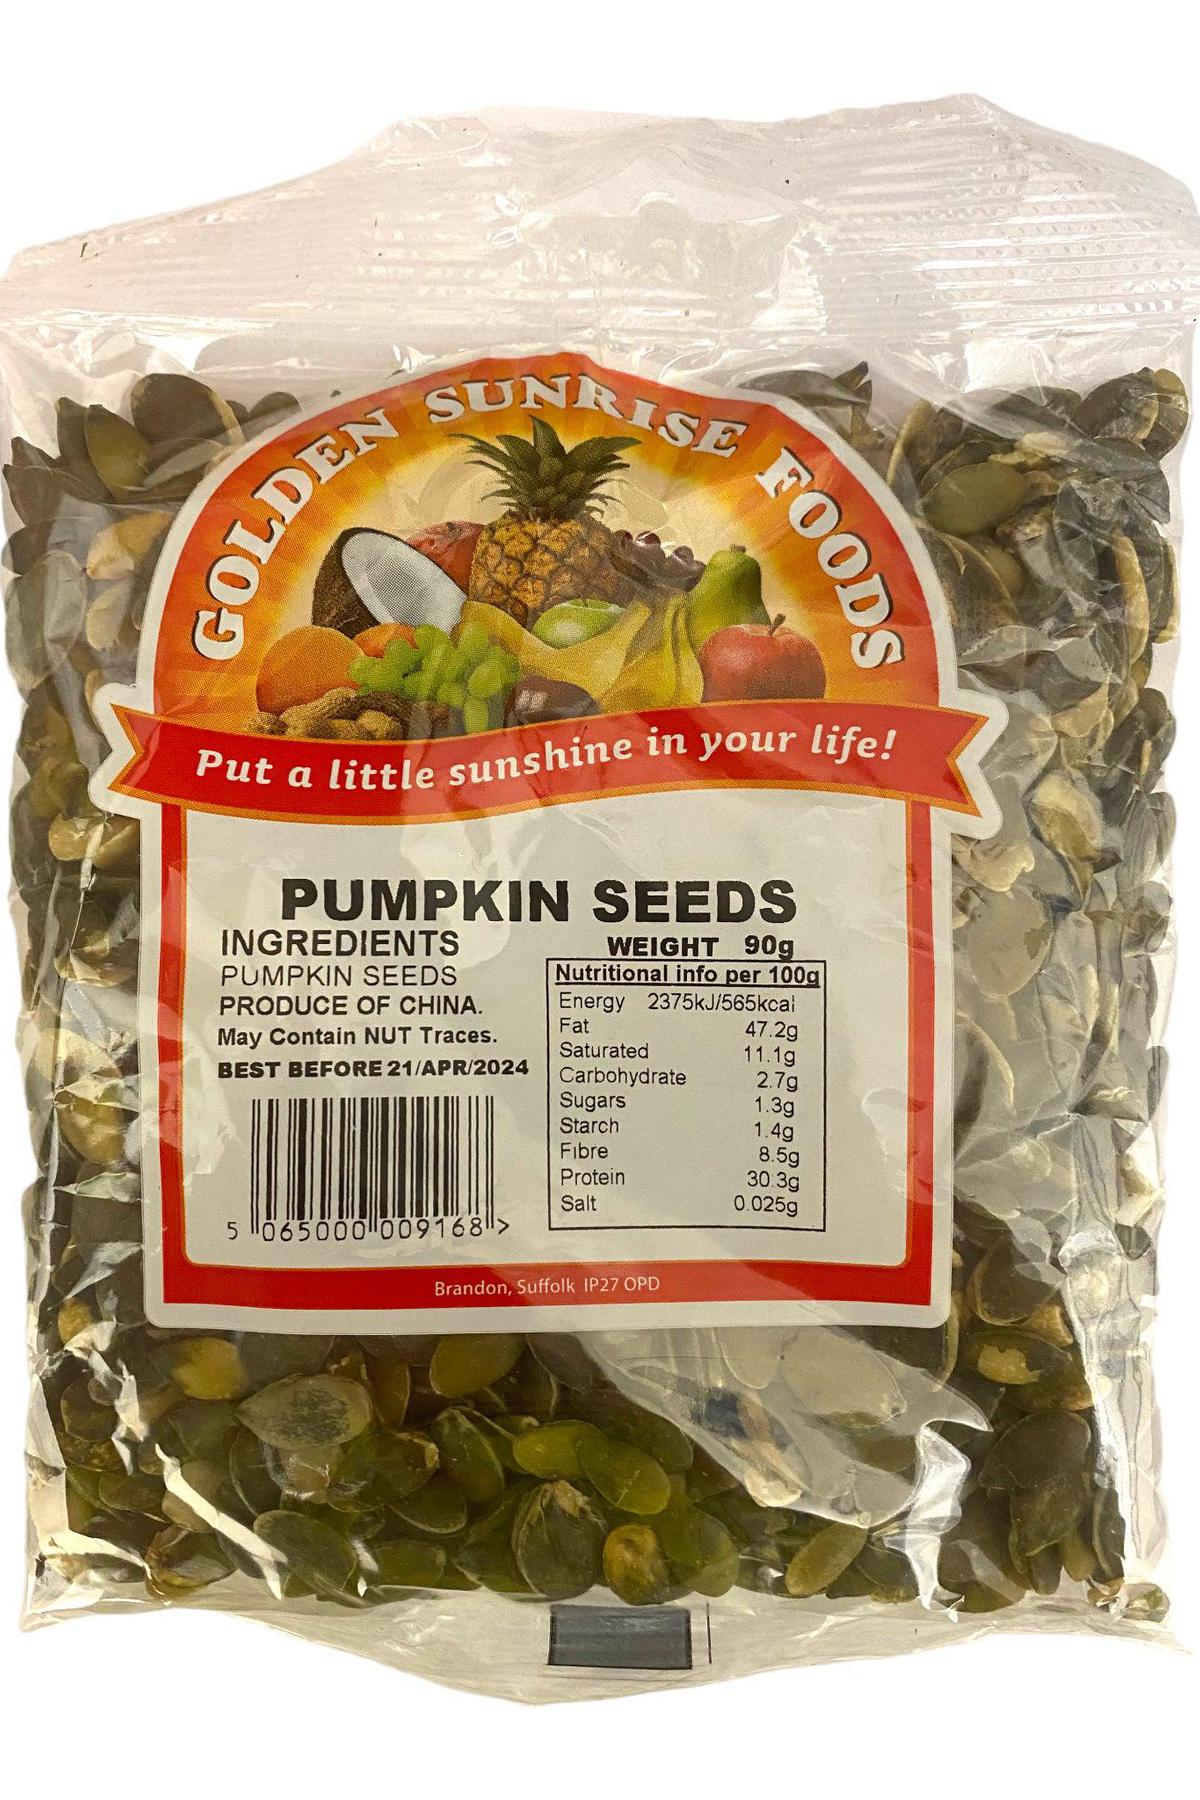 GOLDEN SUNRISE FOODS
Put a little sunshine in your life!
PUMPKIN SEEDS
INGREDIENTS
PUMPKIN SEEDS
PRODUCE OF CHINA.
May Contain NUT Traces.
BEST BEFORE 21/APR/2024
5 065000 009168 >
WEIGHT 90g
Nutritional info per 100g
Energy 2375kJ/565kcal
Fat 47.2g
Saturated 11.1g
Carbohydrate 2.7g
Sugars 1.3g
Starch 1.4g
Fibre 8.5g
Protein 30.3g
Salt 0.025g
Brandon, Suffolk IP27 OPD